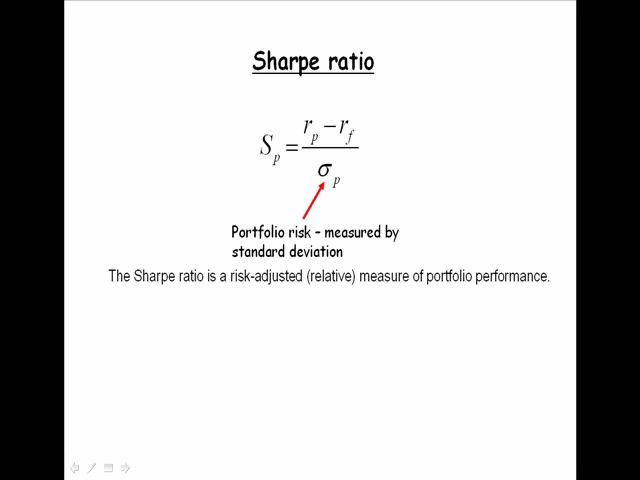 Sharpe ratio
S_p = (r_p − r_f) / σ_p
Portfolio risk – measured by
standard deviation
The Sharpe ratio is a risk-adjusted (relative) measure of portfolio performance.